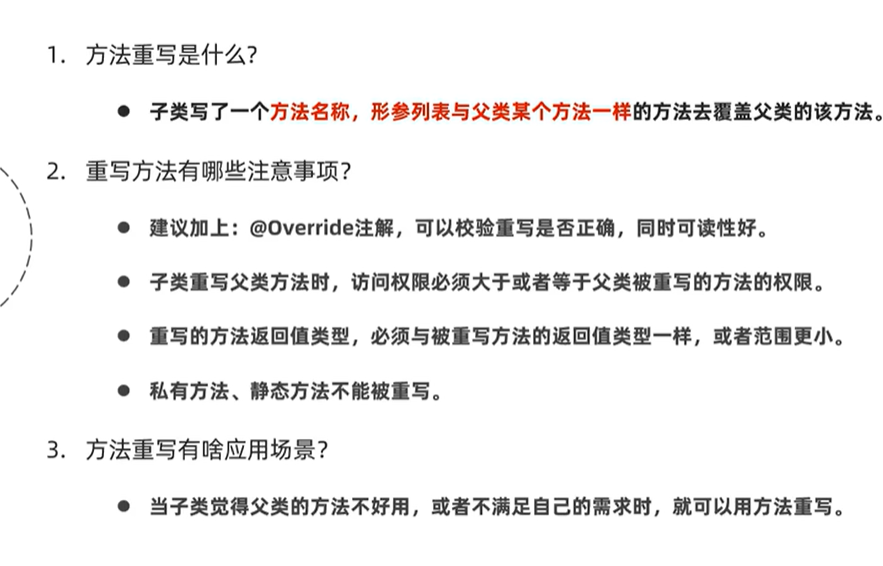 1. 方法重写是什么?
● 子类写了一个方法名称，形参列表与父类某个方法一样的方法去覆盖父类的该方法。
2. 重写方法有哪些注意事项?
● 建议加上：@Override注解，可以校验重写是否正确，同时可读性好。
● 子类重写父类方法时，访问权限必须大于或者等于父类被重写的方法的权限。
● 重写的方法返回值类型，必须与被重写方法的返回值类型一样，或者范围更小。
● 私有方法、静态方法不能被重写。
3. 方法重写有啥应用场景?
● 当子类觉得父类的方法不好用，或者不满足自己的需求时，就可以用方法重写。